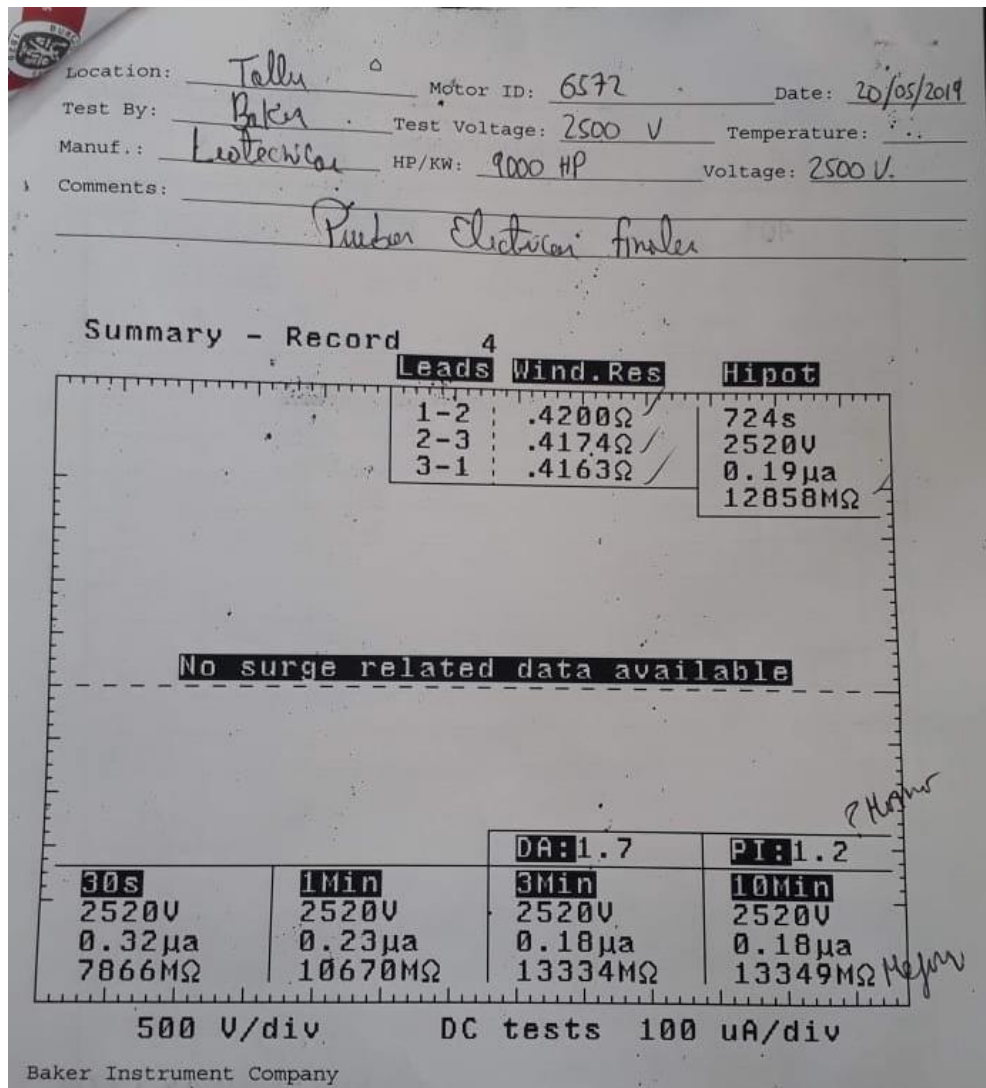 Location: Motor ID: 6572 Date: 20/05/2019
Test By: Baker Test Voltage: 2500 V Temperature:
Manuf.: HP/KW: 9000 HP Voltage: 2500 V.
Comments:
Summary - Record 4
Leads Wind.Res Hipot
1-2 .4200Ω 724s
2-3 .4174Ω 2520V
3-1 .4163Ω 0.19µa
12858MΩ
No surge related data available
DA:1.7 PI:1.2
30s 1Min 3Min 10Min
2520V 2520V 2520V 2520V
0.32µa 0.23µa 0.18µa 0.18µa
7866MΩ 10670MΩ 13334MΩ 13349MΩ
500 V/div DC tests 100 uA/div
Baker Instrument Company